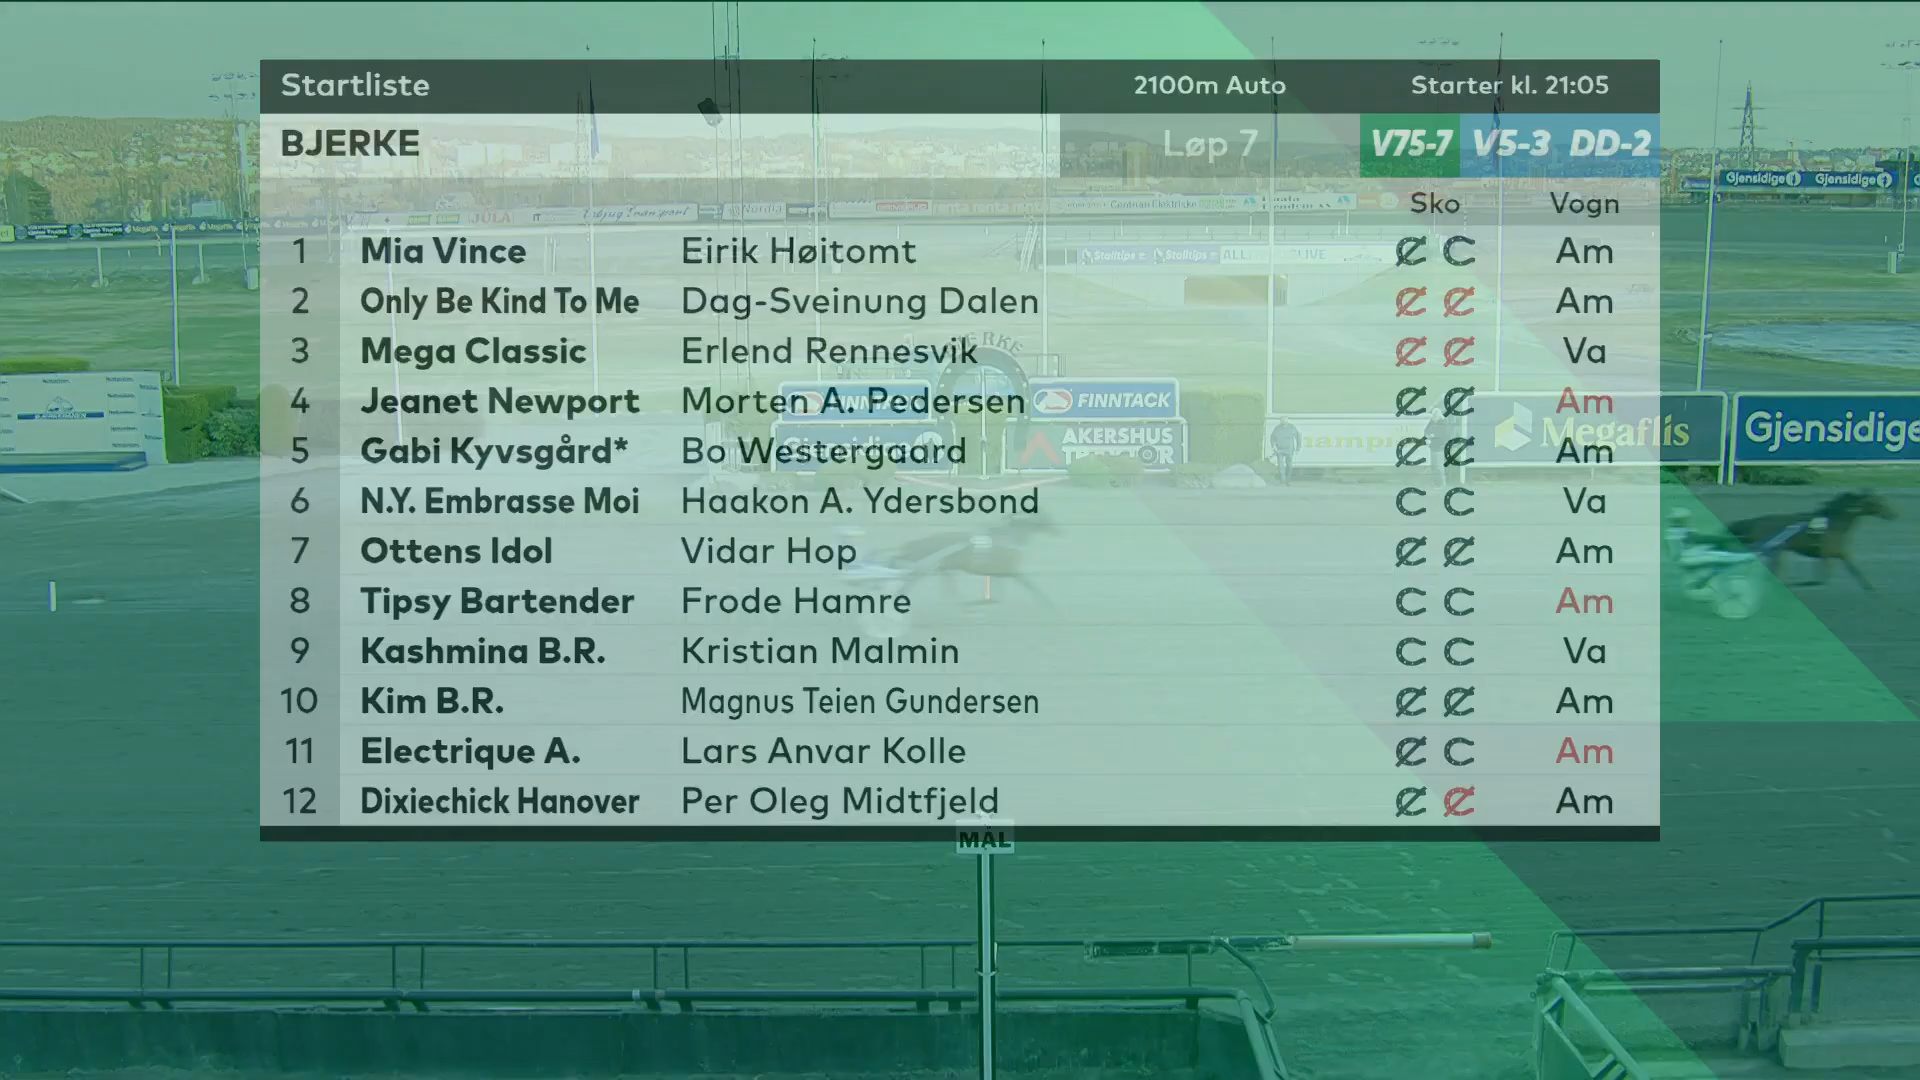 Startliste 2100m Auto Starter kl. 21:05
BJERKE Løp 7 V75-7 V5-3 DD-2
Sko Vogn
1 Mia Vince Eirik Høitomt Am
2 Only Be Kind To Me Dag-Sveinung Dalen Am
3 Mega Classic Erlend Rennesvik Va
4 Jeanet Newport Morten A. Pedersen Am
5 Gabi Kyvsgård* Bo Westergaard Am
6 N.Y. Embrasse Moi Haakon A. Ydersbond Va
7 Ottens Idol Vidar Hop Am
8 Tipsy Bartender Frode Hamre Am
9 Kashmina B.R. Kristian Malmin Va
10 Kim B.R. Magnus Teien Gundersen Am
11 Electrique A. Lars Anvar Kolle Am
12 Dixiechick Hanover Per Oleg Midtfjeld Am
Gjensidige Gjensidige
JULA
FINNTACK
AKERSHUS
TRAKTOR
Megaflis
Gjensidige
MÅL